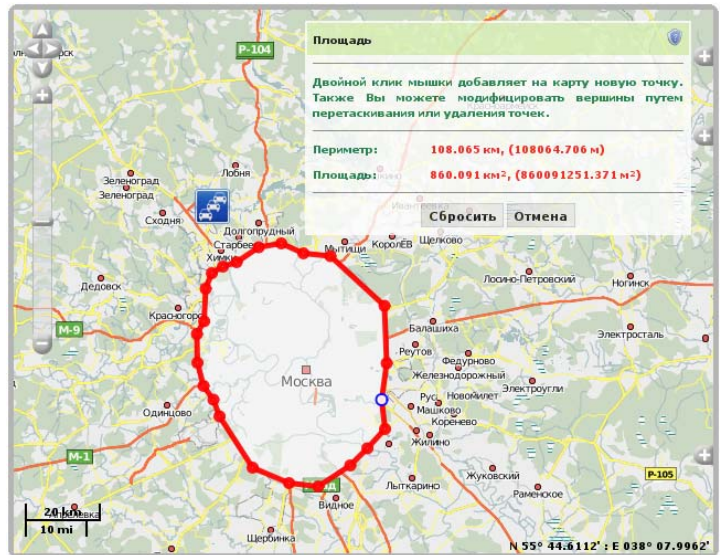 Р-104
Площадь
Двойной клик мышки добавляет на карту новую точку.
Также Вы можете модифицировать вершины путем
перетаскивания или удаления точек.
Периметр: 108.065 км, (108064.706 м)
Площадь: 860.091 км², (860091251.371 м²)
Сбросить Отмена
Лобня
Зеленоград
Зеленоград
Сходня
Долгопрудный
Химки
Мытищи
КоролЁВ
Щелково
Дедовск
Лосино-Петровский
Ногинск
М-9
Балашиха
Электросталь
Реутов
Федурново
Железнодорожный
Москва
Электроугли
Новомилет
Машково
Одинцово
Коренево
Жилино
М-1
Жуковский
Р-105
Лыткарино
Раменское
Видное
20 km
10 mi
Щербинка
N 55° 44.6112' : E 038° 07.9962'